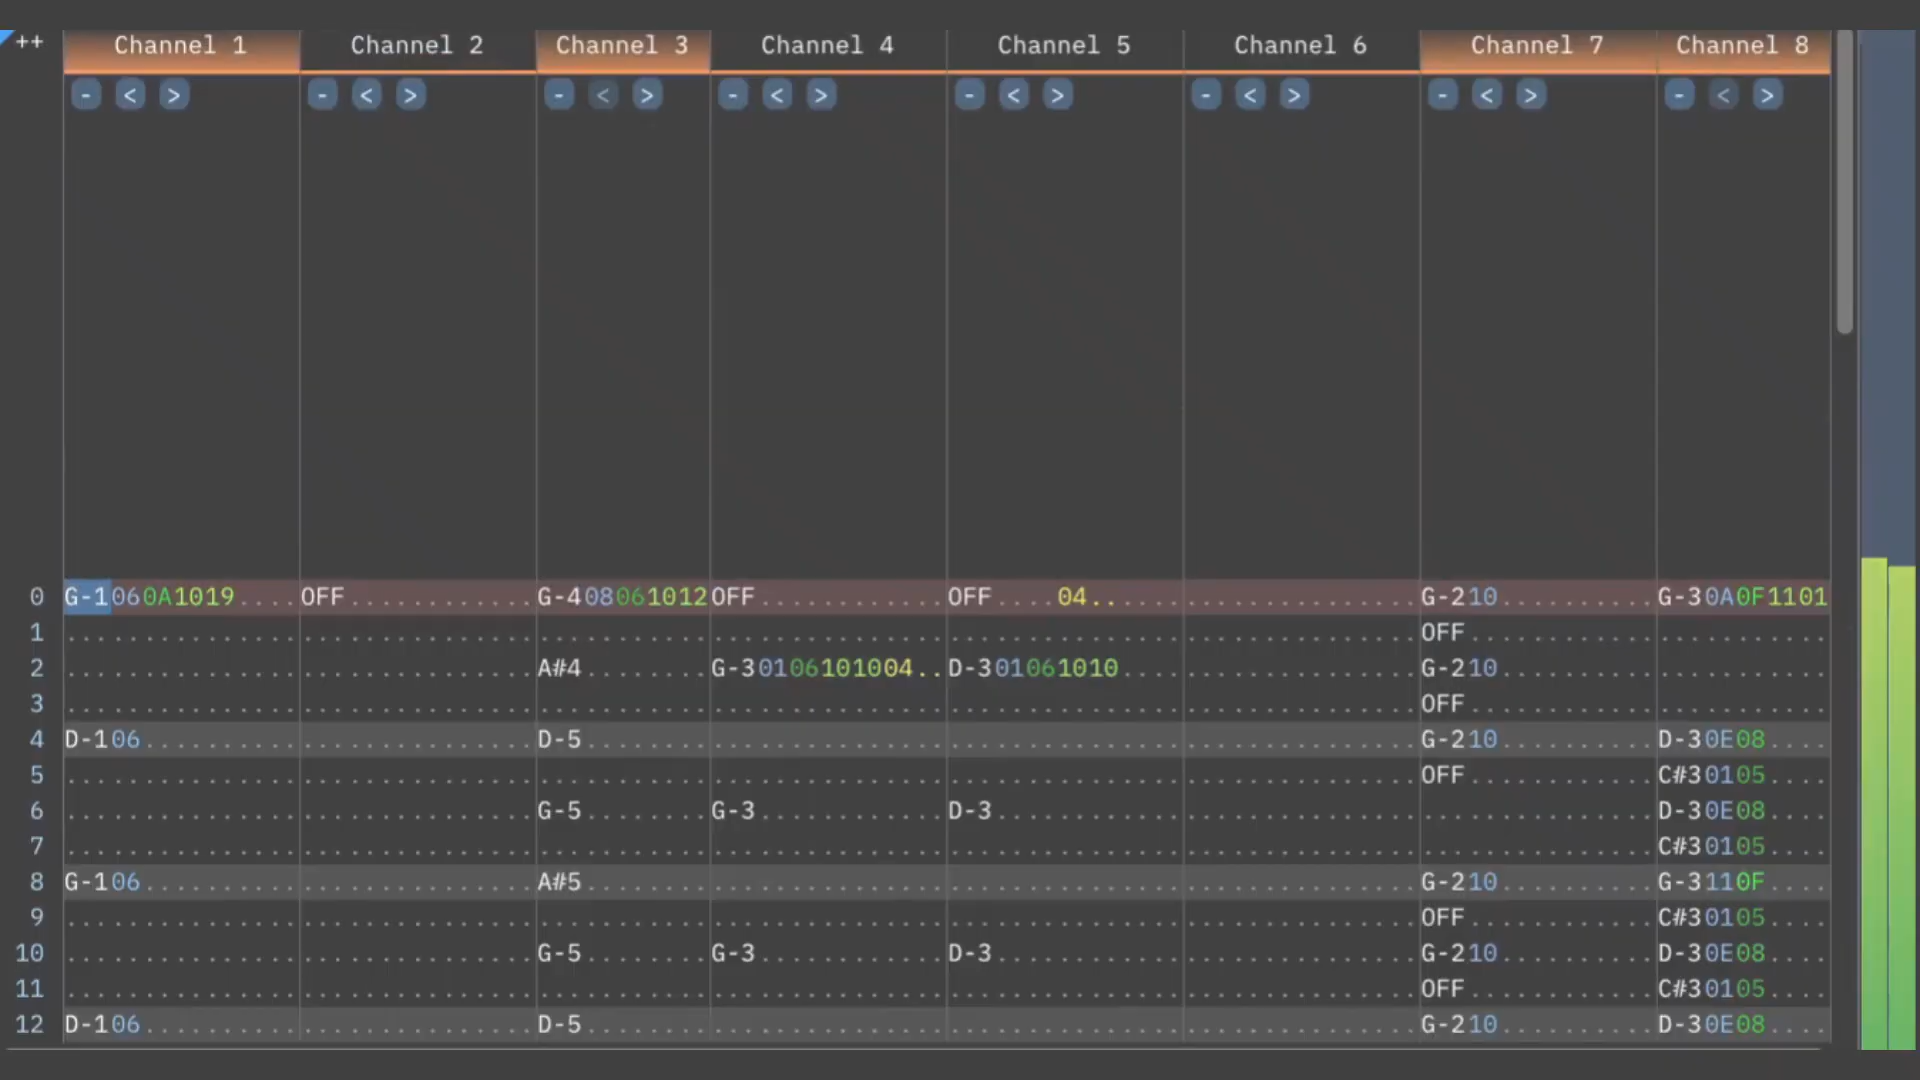 ++ Channel 1 Channel 2 Channel 3 Channel 4 Channel 5 Channel 6 Channel 7 Channel 8
- < > - < > - < > - < > - < > - < > - < > - < >
0 G-1060A1019.... OFF............ G-408061012 OFF............ OFF....04.. ............... G-210.......... G-30A0F1101
1 ............... ............... ........... ............... ............... ............... OFF............ ...........
2 ............... ............... A#4........ G-30106101004.. D-301061010.... ............... G-210.......... ...........
3 ............... ............... ........... ............... ............... ............... OFF............ ...........
4 D-106.......... ............... D-5........ ............... ............... ............... G-210.......... D-30E08....
5 ............... ............... ........... ............... ............... ............... OFF............ C#30105....
6 ............... ............... G-5........ G-3............ D-3............ ............... ............... D-30E08....
7 ............... ............... ........... ............... ............... ............... ............... C#30105....
8 G-106.......... ............... A#5........ ............... ............... ............... G-210.......... G-3110F....
9 ............... ............... ........... ............... ............... ............... OFF............ C#30105....
10 ............... ............... G-5........ G-3............ D-3............ ............... G-210.......... D-30E08....
11 ............... ............... ........... ............... ............... ............... OFF............ C#30105....
12 D-106.......... ............... D-5........ ............... ............... ............... G-210.......... D-30E08....